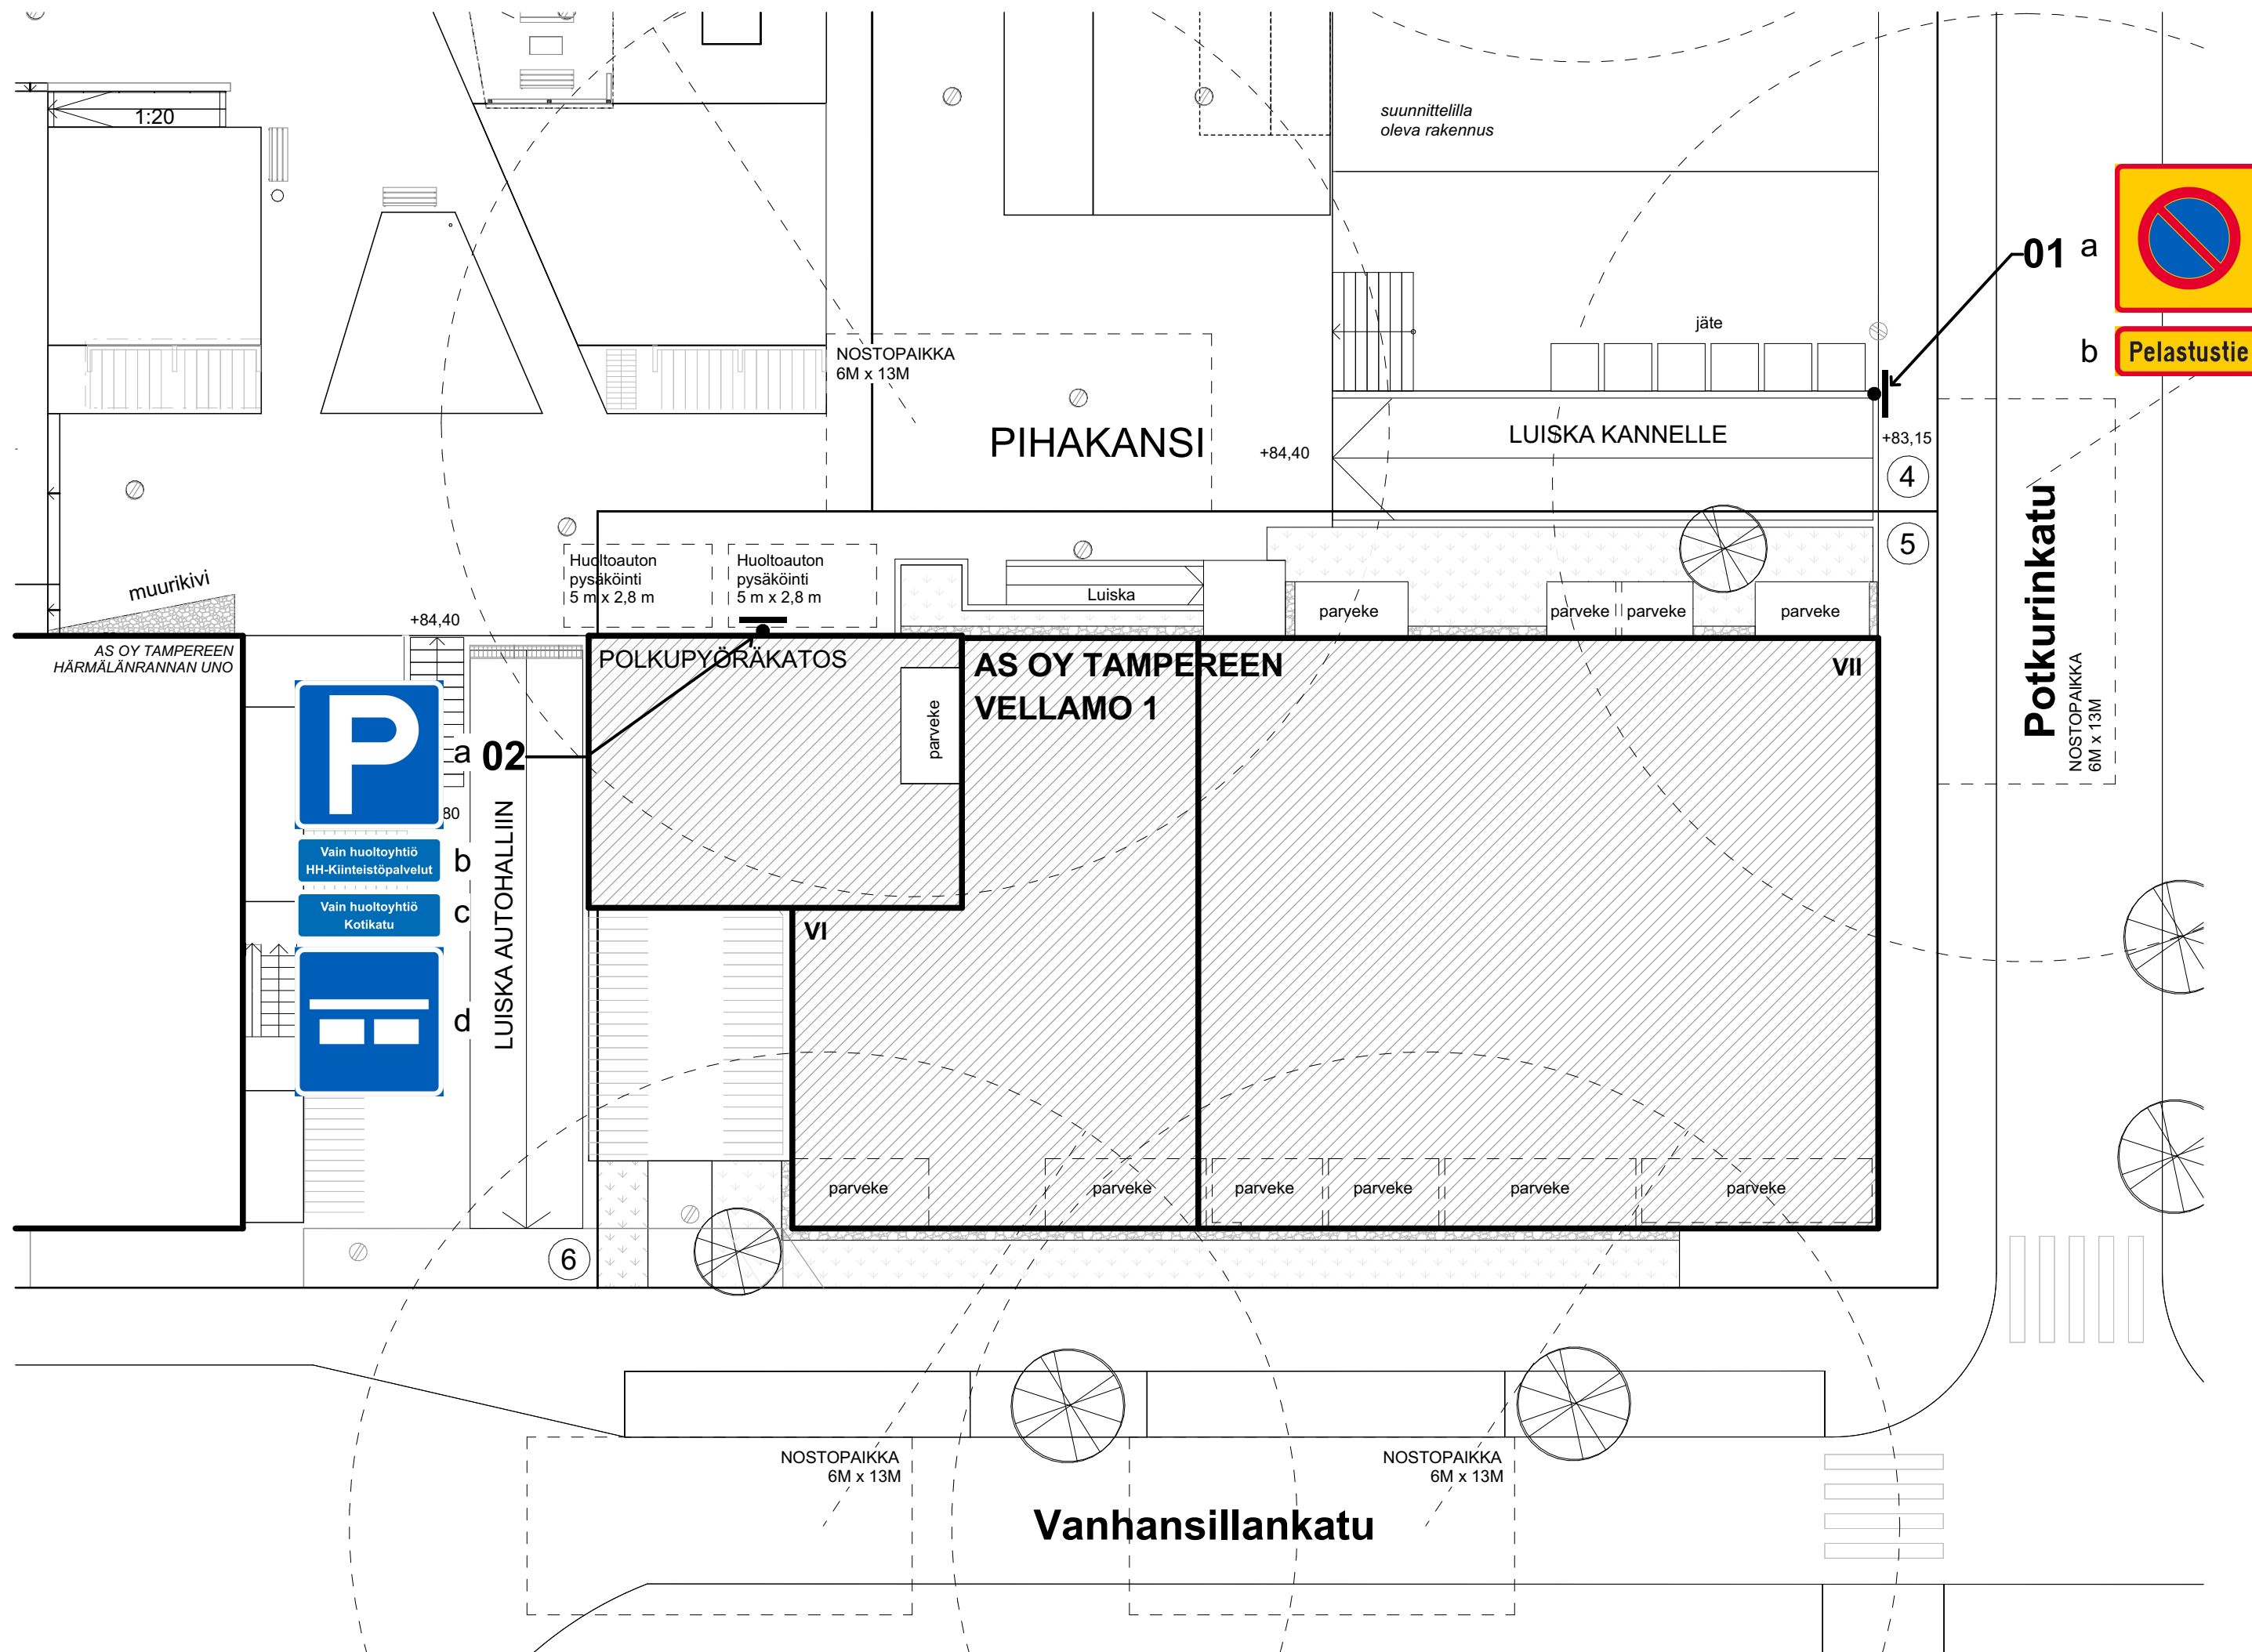 1:20
suunnittelilla
oleva rakennus
01
a
b
Pelastustie
jäte
NOSTOPAIKKA
6M x 13M
PIHAKANSI
+84,40
LUISKA KANNELLE
+83,15
4
5
Potkurinkatu
NOSTOPAIKKA
6M x 13M
muurikivi
Huoltoauton
pysäköinti
5 m x 2,8 m
Huoltoauton
pysäköinti
5 m x 2,8 m
Luiska
parveke
parveke
parveke
parveke
+84,40
AS OY TAMPEREEN
HÄRMÄLÄNRANNAN UNO
POLKUPYÖRÄKATOS
AS OY TAMPEREEN
VELLAMO 1
VII
parveke
P
a
02
80
Vain huoltoyhtiö
HH-Kiinteistöpalvelut
b
Vain huoltoyhtiö
Kotikatu
c
d
LUISKA AUTOHALLIIN
VI
parveke
parveke
parveke
parveke
parveke
parveke
6
NOSTOPAIKKA
6M x 13M
NOSTOPAIKKA
6M x 13M
Vanhansillankatu